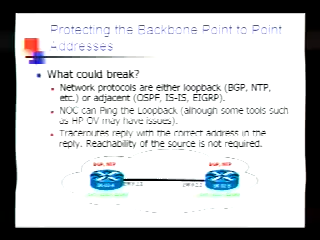 Protecting the Backbone Point to Point
Addresses
What could break?
Network protocols are either loopback (BGP, NTP,
etc.) or adjacent (OSPF, IS-IS, EIGRP).
NOC can Ping the Loopback (although some tools such
as HP OV may have issues).
Traceroutes reply with the correct address in the
reply. Reachability of the source is not required.